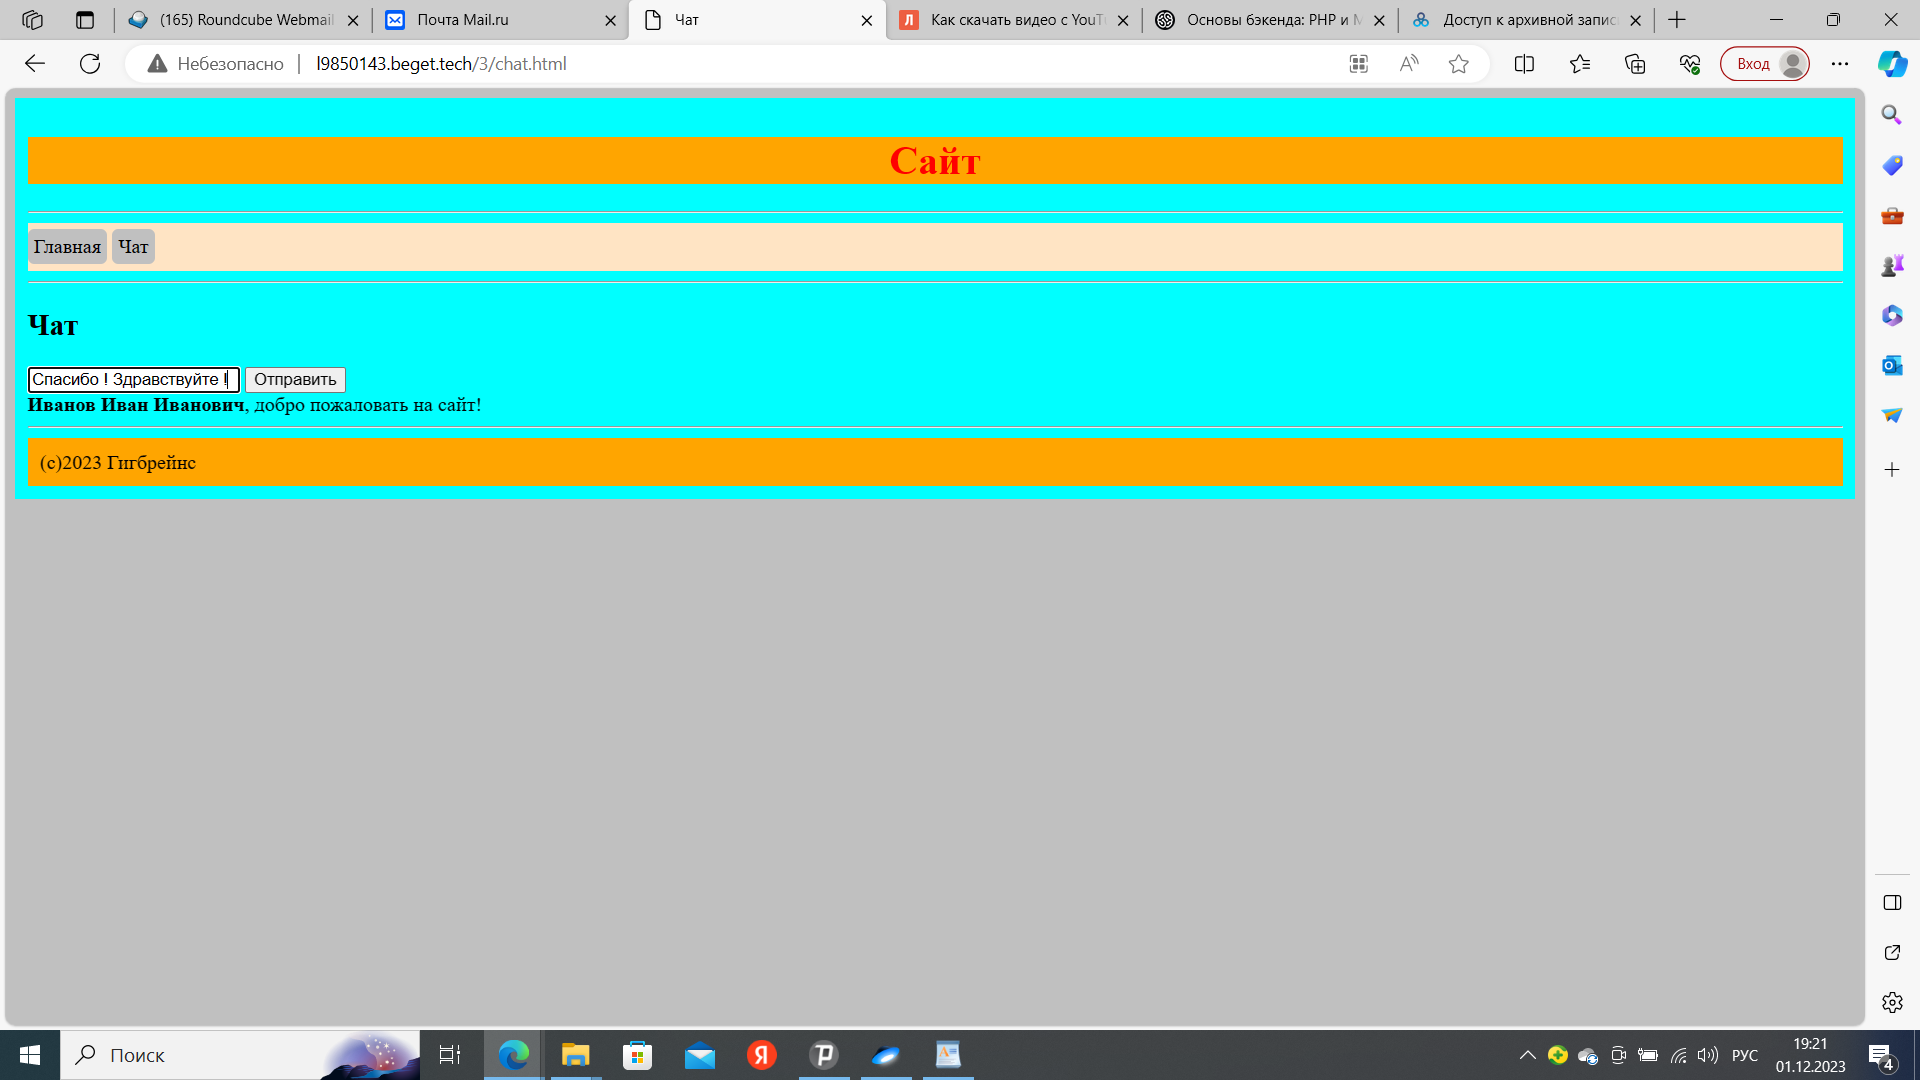 (165) Roundcube Webmail
Почта Mail.ru
Чат
Как скачать видео с YouT
Основы бэкенда: PHP и М
Доступ к архивной запис
Небезопасно
l9850143.beget.tech/3/chat.html
Вход
Сайт
Главная Чат
Чат
Спасибо ! Здравствуйте !
Отправить
Иванов Иван Иванович, добро пожаловать на сайт!
(c)2023 Гигбрейнс
Поиск
РУС
19:21
01.12.2023
4